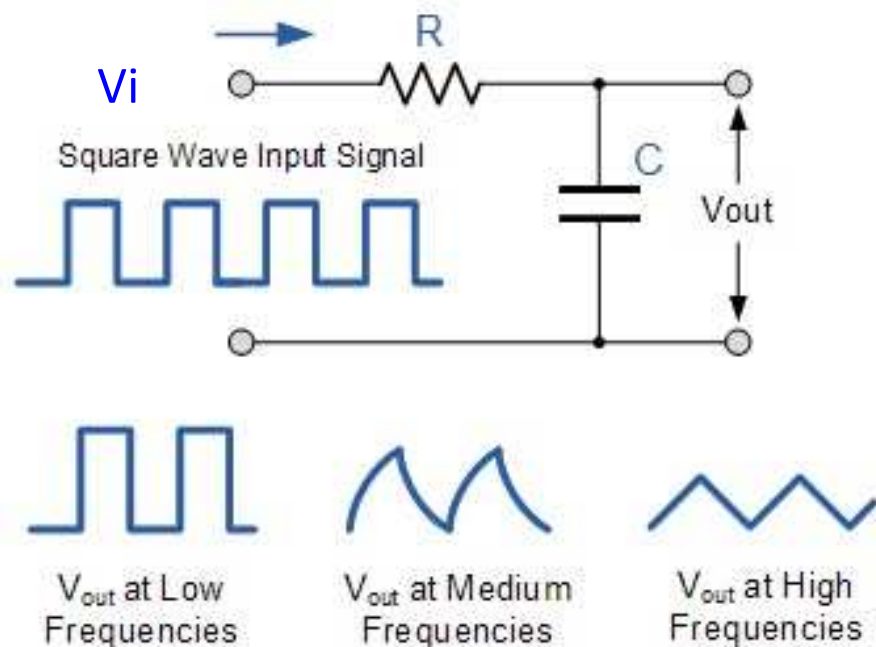 R
Vi
Square Wave Input Signal
C
Vout
Vout at Low
Frequencies
Vout at Medium
Frequencies
Vout at High
Frequencies